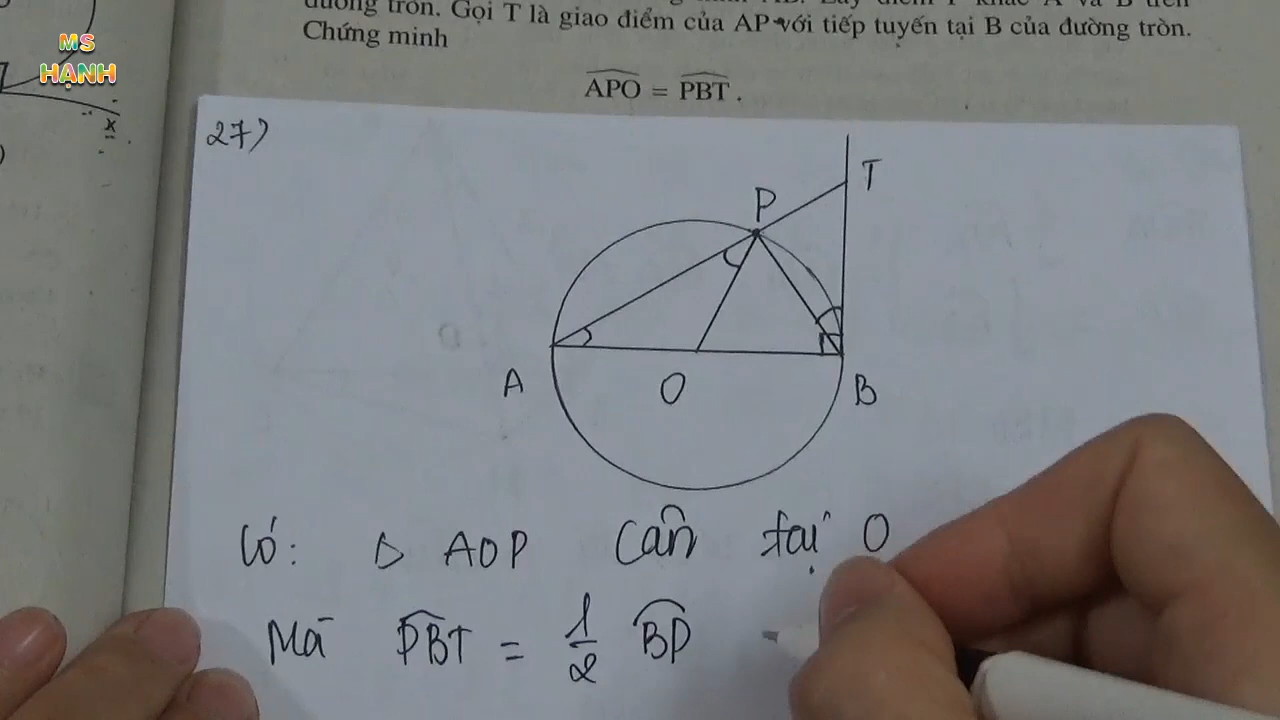 đường tròn. Gọi T là giao điểm của AP với tiếp tuyến tại B của đường tròn.
Chứng minh
MS
HẠNH
APO = PBT.
x
27)
T
P
A
O
B
Có: Δ AOP cân tại O
Mà PBT = 1/2 BP